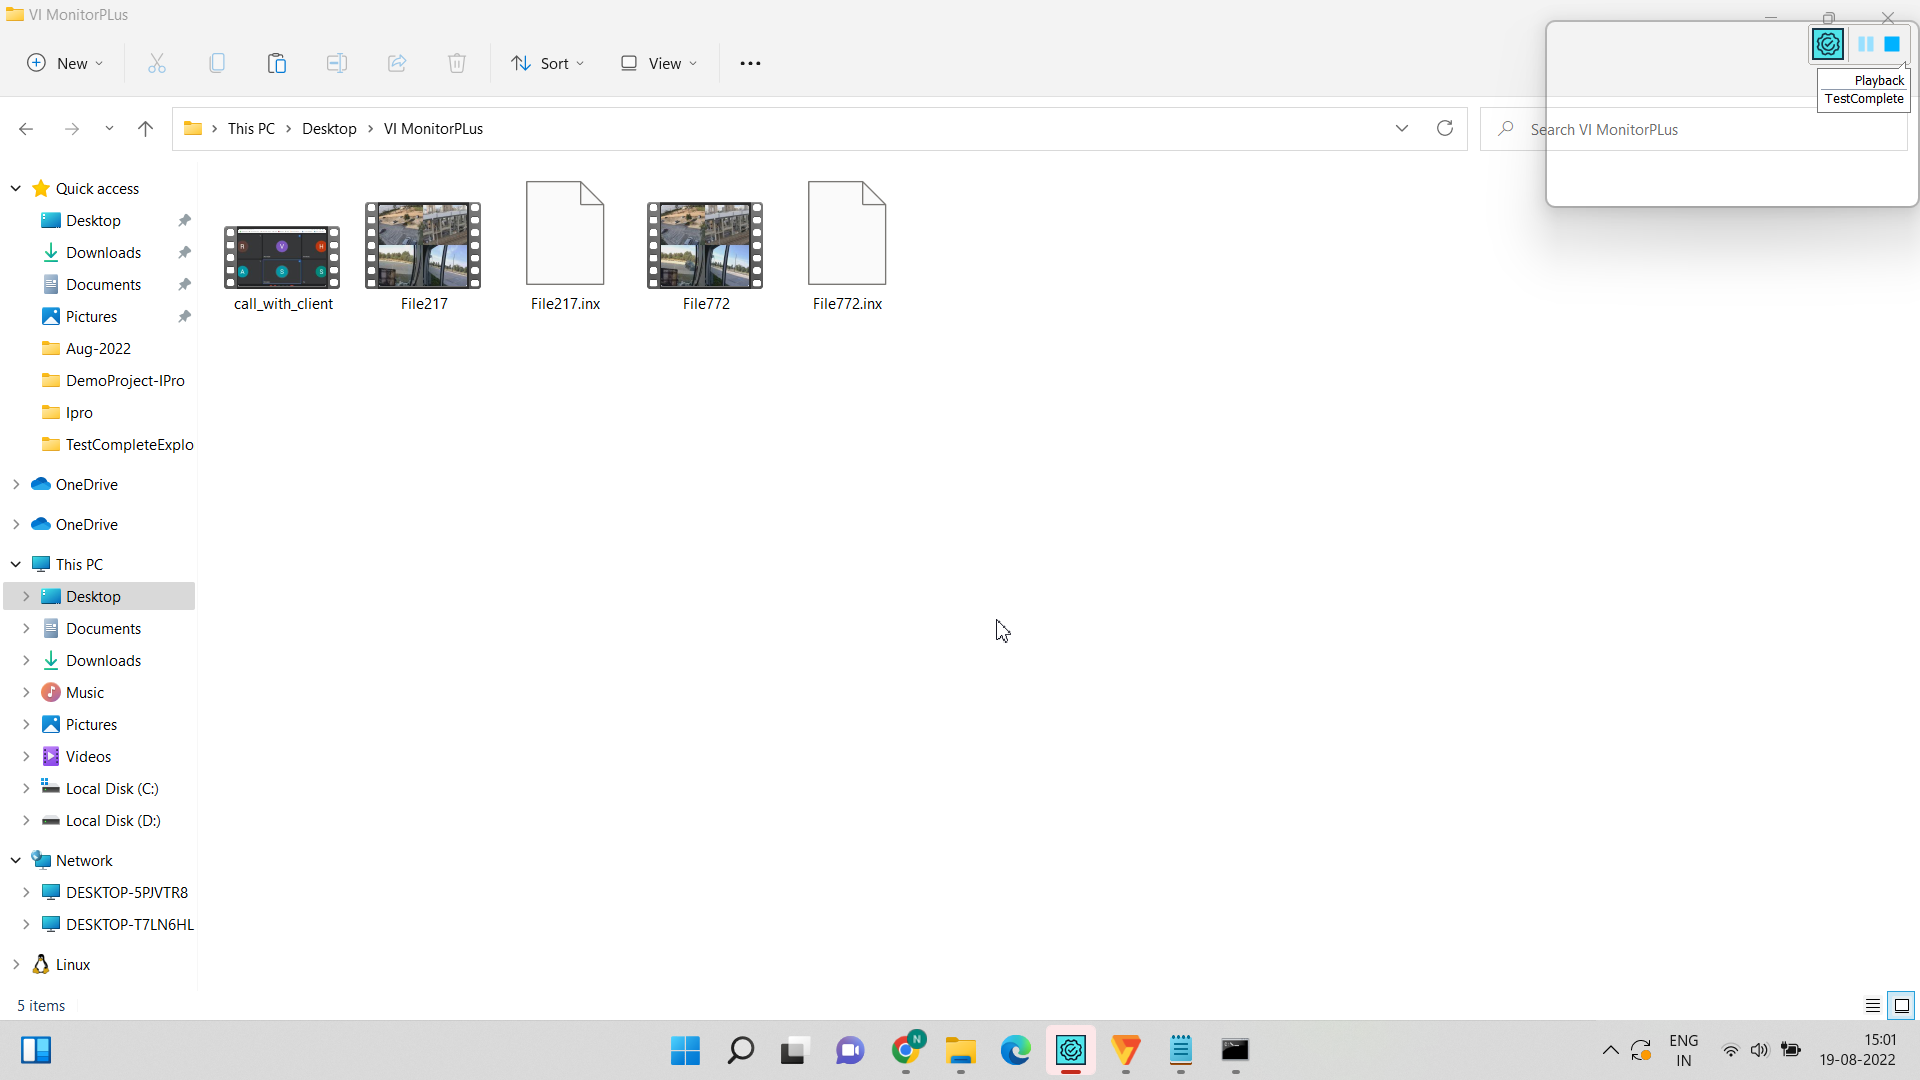 VI MonitorPLus
New
Sort
View
Playback
TestComplete
This PC
Desktop
VI MonitorPLus
Search VI MonitorPLus
Quick access
Desktop
Downloads
Documents
Pictures
Aug-2022
DemoProject-IPro
Ipro
TestCompleteExplo
OneDrive
OneDrive
This PC
Desktop
Documents
Downloads
Music
Pictures
Videos
Local Disk (C:)
Local Disk (D:)
Network
DESKTOP-5PJVTR8
DESKTOP-T7LN6HL
Linux
R V H
A S S
call_with_client
File217
File217.inx
File772
File772.inx
5 items
N
ENG
IN
15:01
19-08-2022